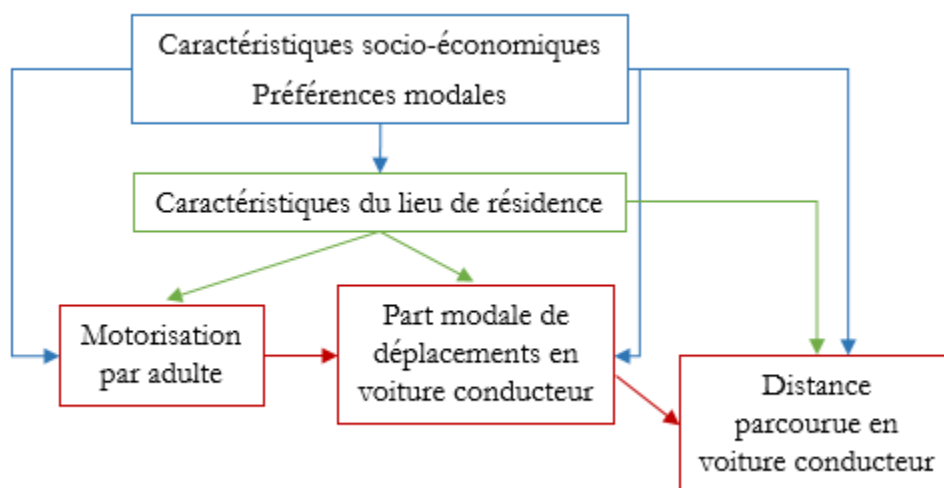 Caractéristiques socio-économiques
Préférences modales
Caractéristiques du lieu de résidence
Motorisation
par adulte
Part modale de
déplacements en
voiture conducteur
Distance
parcourue en
voiture conducteur